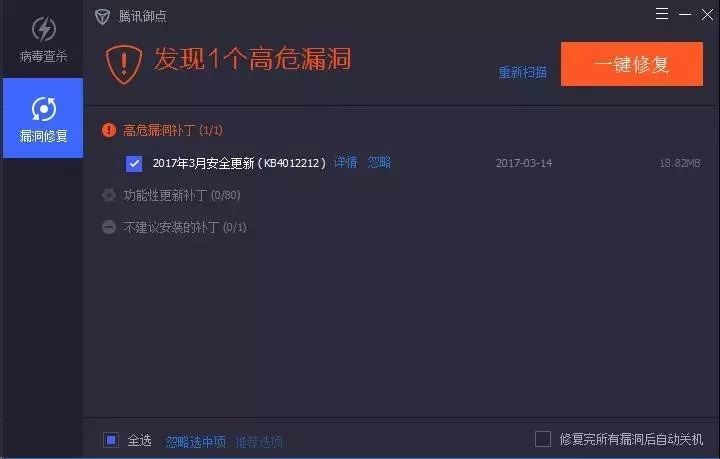 腾讯御点
病毒查杀
漏洞修复
发现1个高危漏洞
重新扫描
一键修复
高危漏洞补丁 (1/1)
2017年3月安全更新 ( KB4012212 ) 详情 忽略 2017-03-14 18.82MB
功能性更新补丁 (0/80)
不建议安装的补丁 (0/1)
全选 忽略选中项 推荐选项 修复完所有漏洞后自动关机